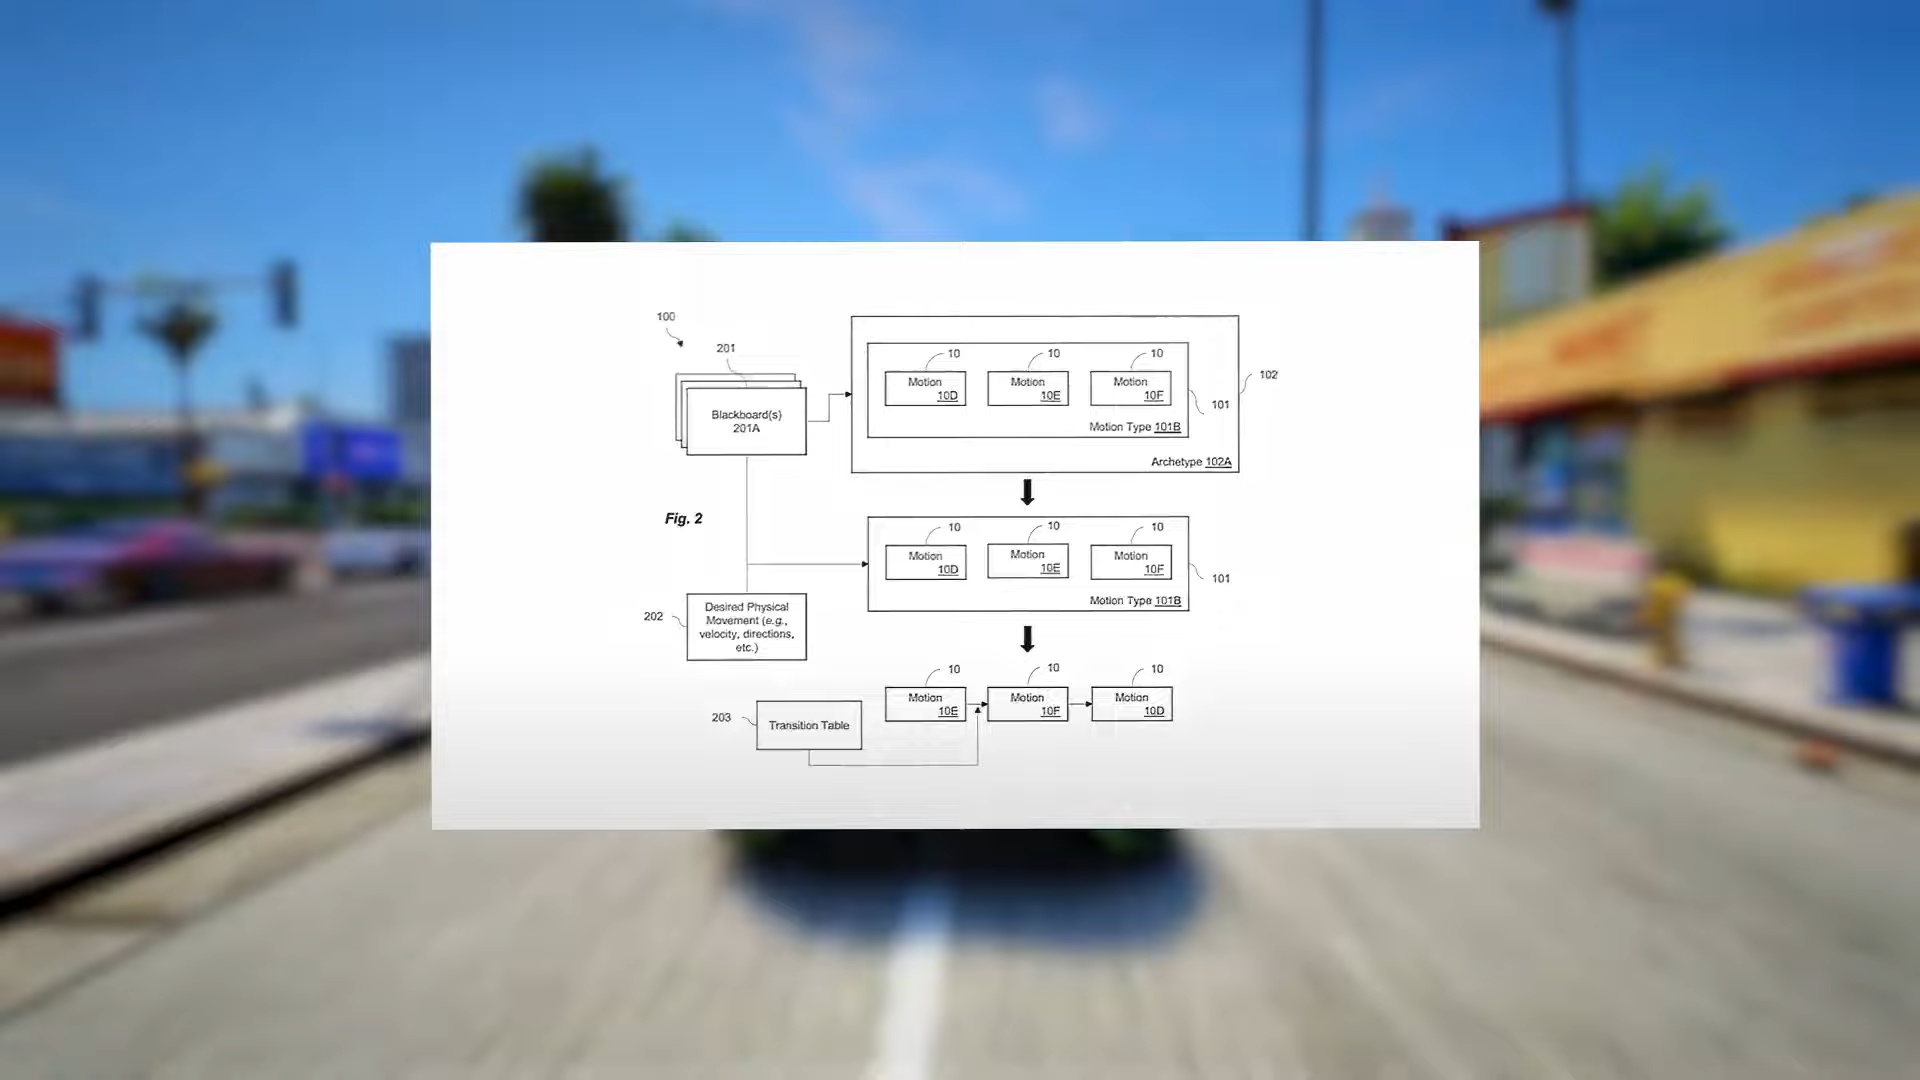 100
201
Blackboard(s)
201A
10
10
10
Motion
10D
Motion
10E
Motion
10F
101
Motion Type 101B
102
Archetype 102A
Fig. 2
10
10
10
Motion
10D
Motion
10E
Motion
10F
101
Motion Type 101B
202
Desired Physical
Movement (e.g.,
velocity, directions,
etc.)
10
10
10
Motion
10E
Motion
10F
Motion
10D
203
Transition Table